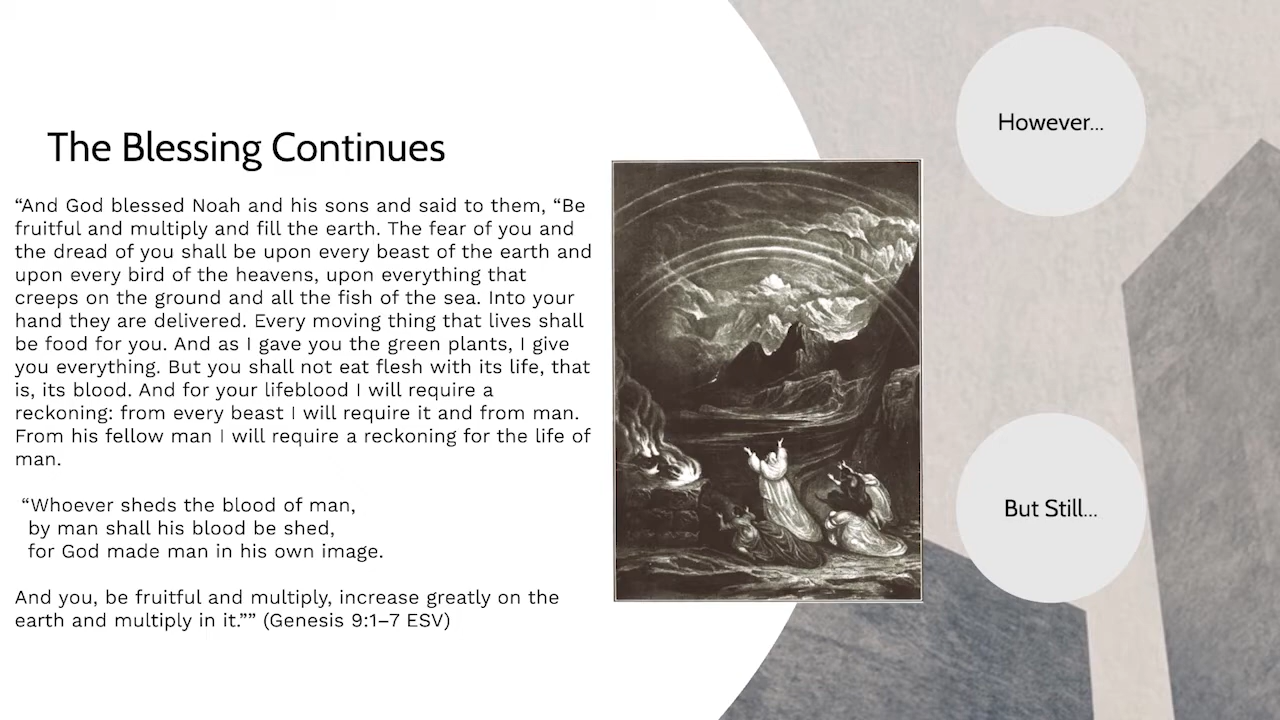 The Blessing Continues
“And God blessed Noah and his sons and said to them, “Be
fruitful and multiply and fill the earth. The fear of you and
the dread of you shall be upon every beast of the earth and
upon every bird of the heavens, upon everything that
creeps on the ground and all the fish of the sea. Into your
hand they are delivered. Every moving thing that lives shall
be food for you. And as I gave you the green plants, I give
you everything. But you shall not eat flesh with its life, that
is, its blood. And for your lifeblood I will require a
reckoning: from every beast I will require it and from man.
From his fellow man I will require a reckoning for the life of
man.
“Whoever sheds the blood of man,
by man shall his blood be shed,
for God made man in his own image.
And you, be fruitful and multiply, increase greatly on the
earth and multiply in it.”” (Genesis 9:1–7 ESV)
However...
But Still...